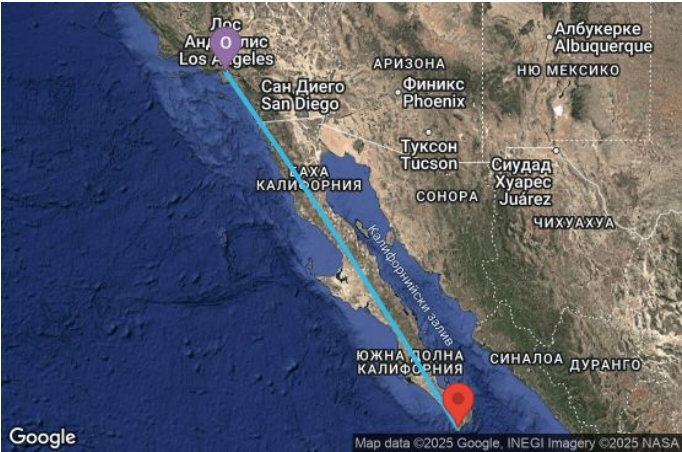 Лос
Анджелис
Los Angeles
О
Албукерке
Albuquerque
АРИЗОНА
НЮ МЕКСИКО
Сан Диего
San Diego
Финикс
Phoenix
Туксон
Tucson
Сиудад
Хуарес
Juárez
БАХА
КАЛИФОРНИЯ
СОНОРА
ЧИХУАХУА
Калифорнийски залив
ЮЖНА ДОЛНА
КАЛИФОРНИЯ
СИНАЛОА
ДУРАНГО
Google
Map data ©2025 Google, INEGI Imagery ©2025 NASA